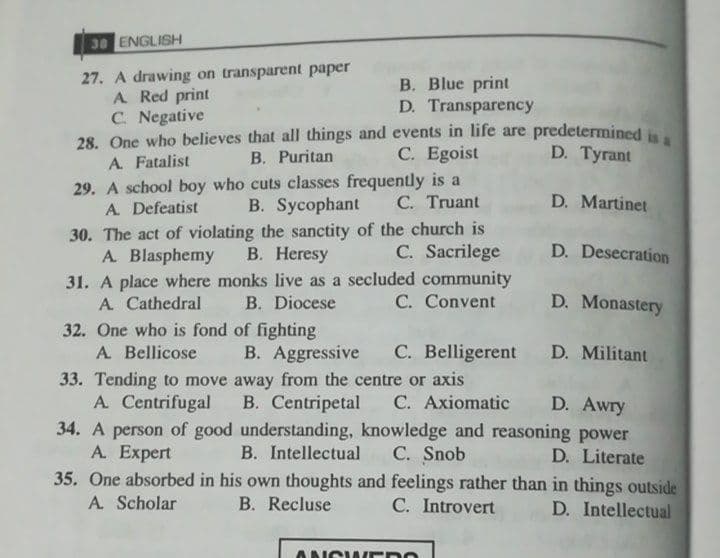 38 ENGLISH
27. A drawing on transparent paper
A. Red print B. Blue print
C. Negative D. Transparency
28. One who believes that all things and events in life are predetermined is a
A. Fatalist B. Puritan C. Egoist D. Tyrant
29. A school boy who cuts classes frequently is a
A. Defeatist B. Sycophant C. Truant D. Martinet
30. The act of violating the sanctity of the church is
A. Blasphemy B. Heresy C. Sacrilege D. Desecration
31. A place where monks live as a secluded community
A. Cathedral B. Diocese C. Convent D. Monastery
32. One who is fond of fighting
A. Bellicose B. Aggressive C. Belligerent D. Militant
33. Tending to move away from the centre or axis
A. Centrifugal B. Centripetal C. Axiomatic D. Awry
34. A person of good understanding, knowledge and reasoning power
A. Expert B. Intellectual C. Snob D. Literate
35. One absorbed in his own thoughts and feelings rather than in things outside
A. Scholar B. Recluse C. Introvert D. Intellectual
ANSWERS